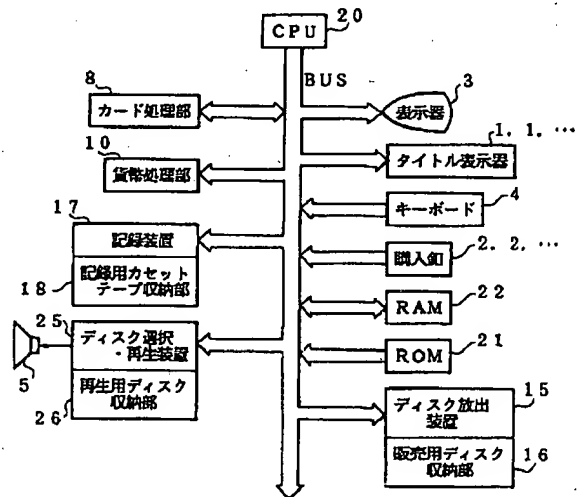 20
CPU
BUS
8
カード処理部
3
表示器
10
貨幣処理部
1. 1. …
タイトル表示器
4
キーボード
17
記録装置
記録用カセット
テープ収納部
18
2. 2. …
購入釦
22
RAM
25
ディスク選択
・再生装置
5
再生用ディスク
収納部
26
21
ROM
15
ディスク放出
装置
販売用ディスク
収納部
16